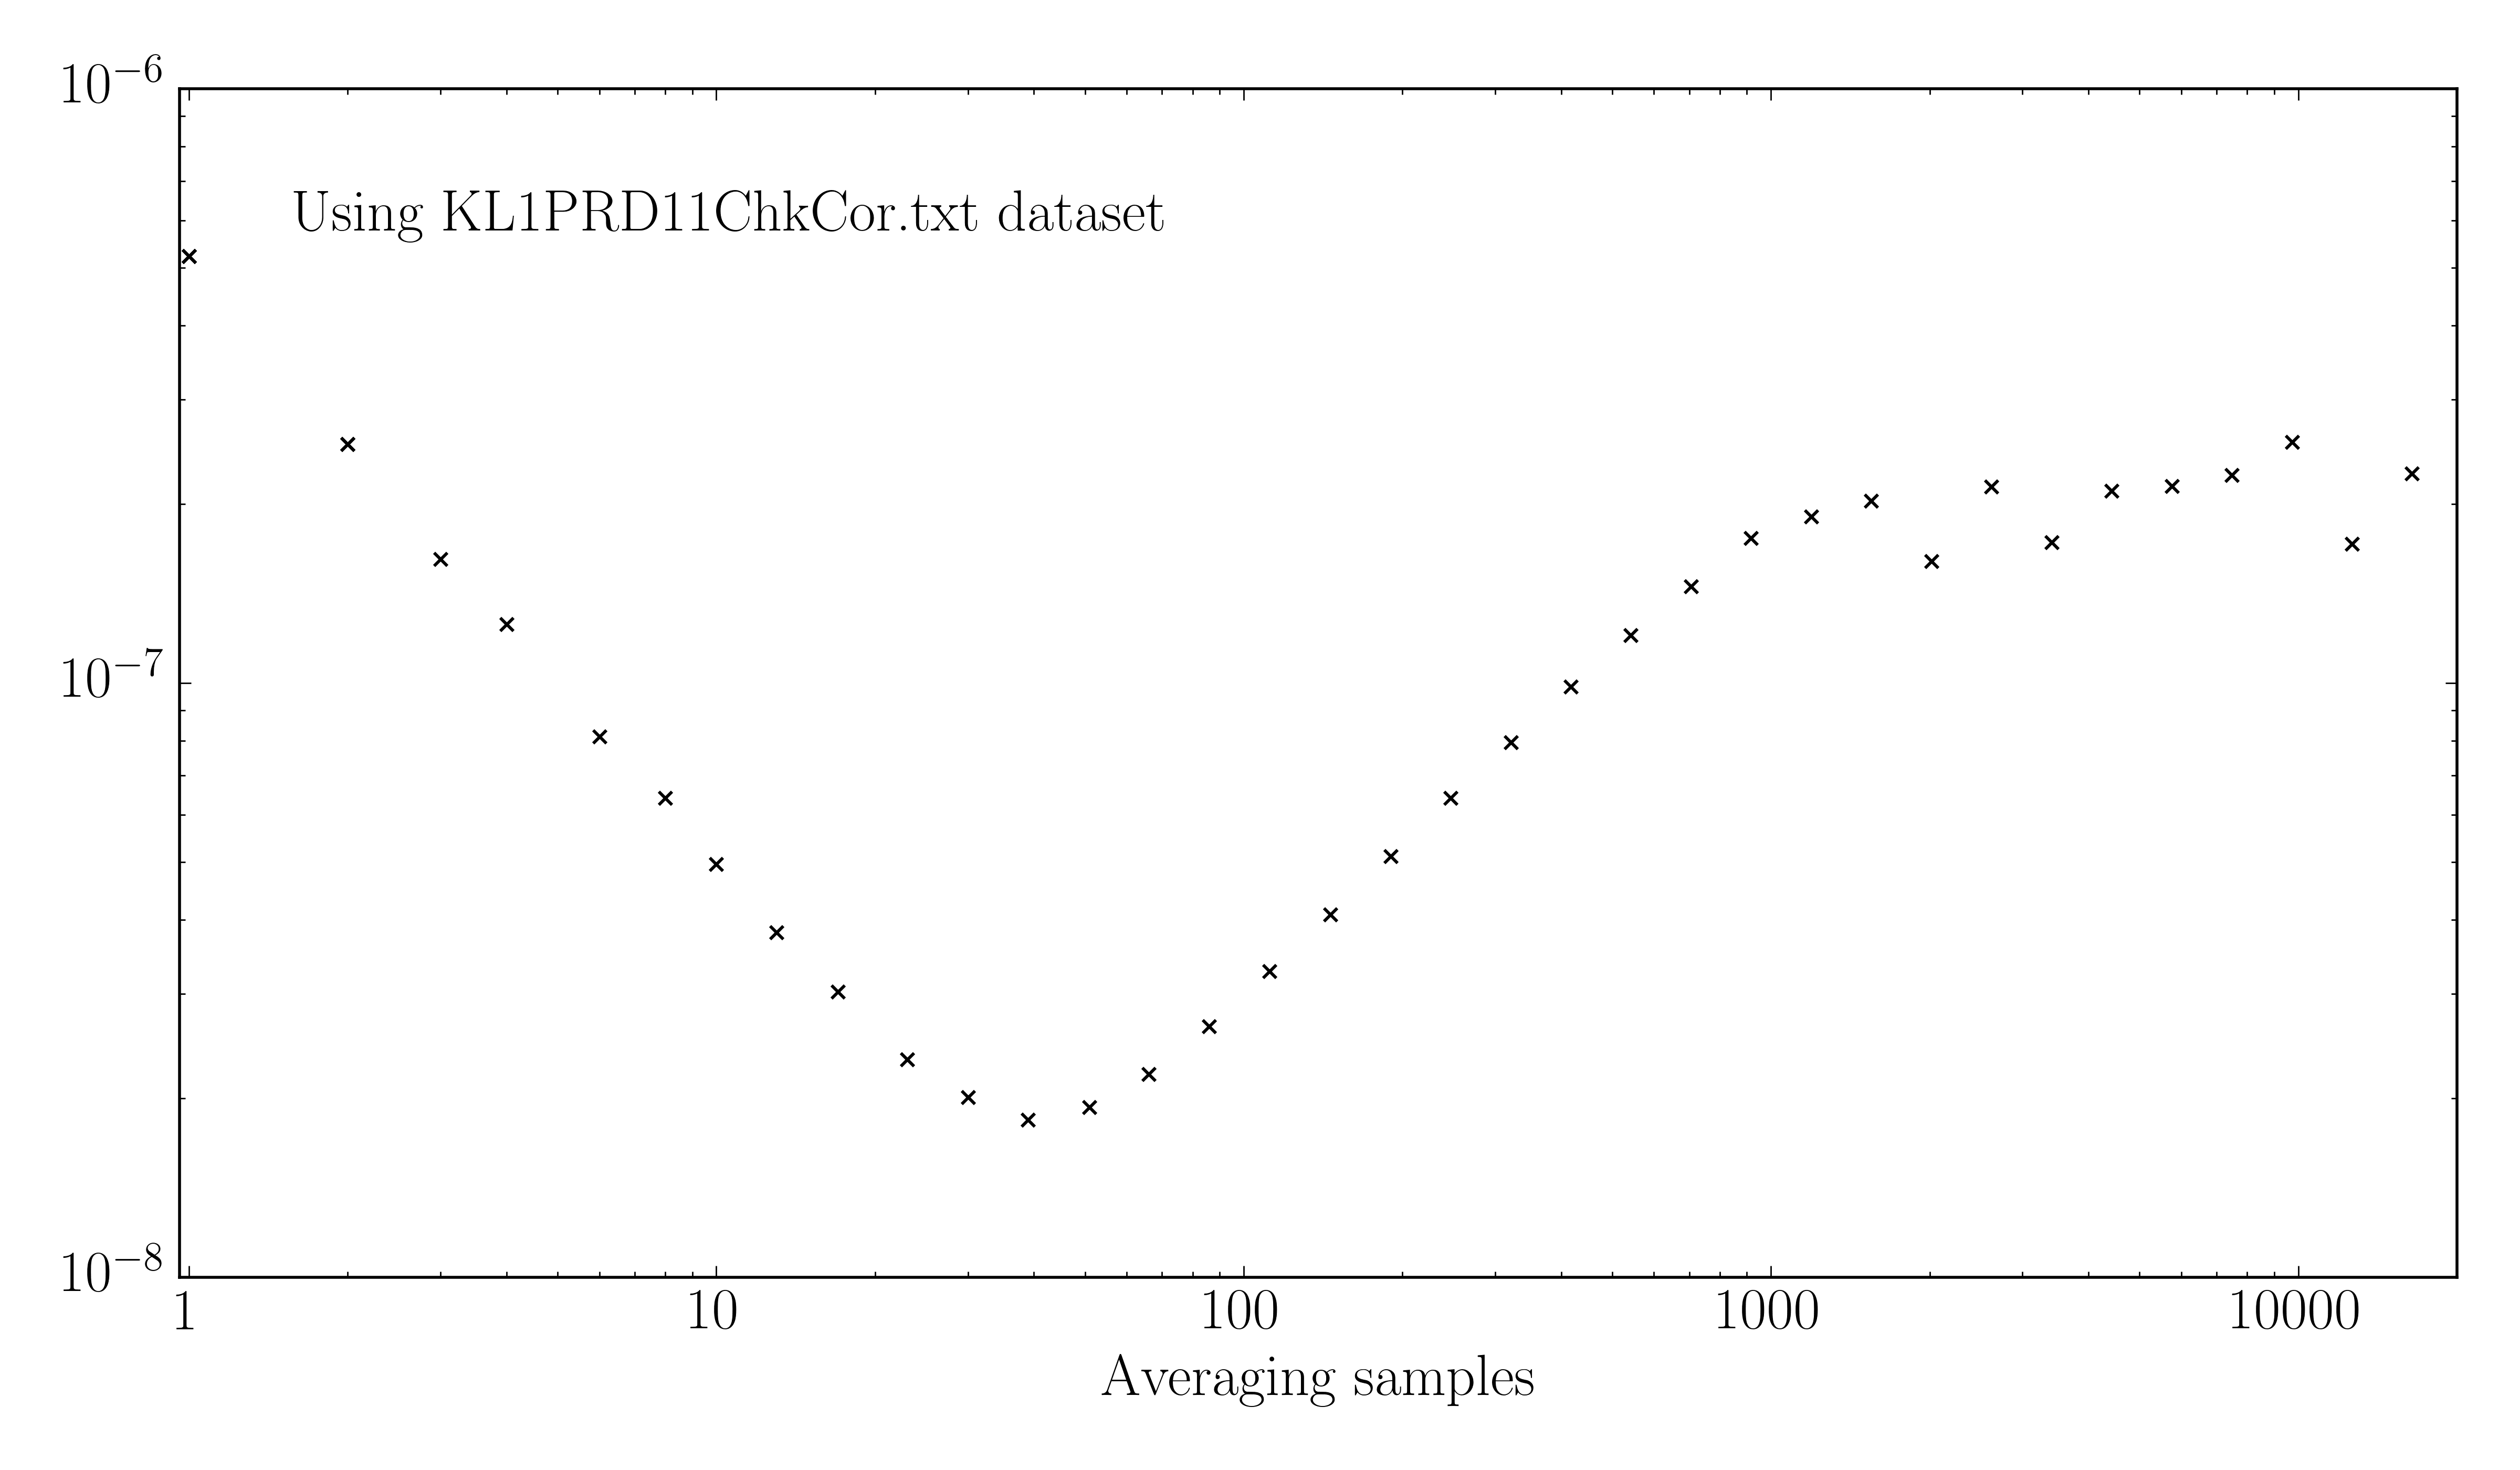 10⁻⁶
Using KL1PRD11ChkCor.txt dataset
10⁻⁷
10⁻⁸
1 10 100 1000 10000
Averaging samples